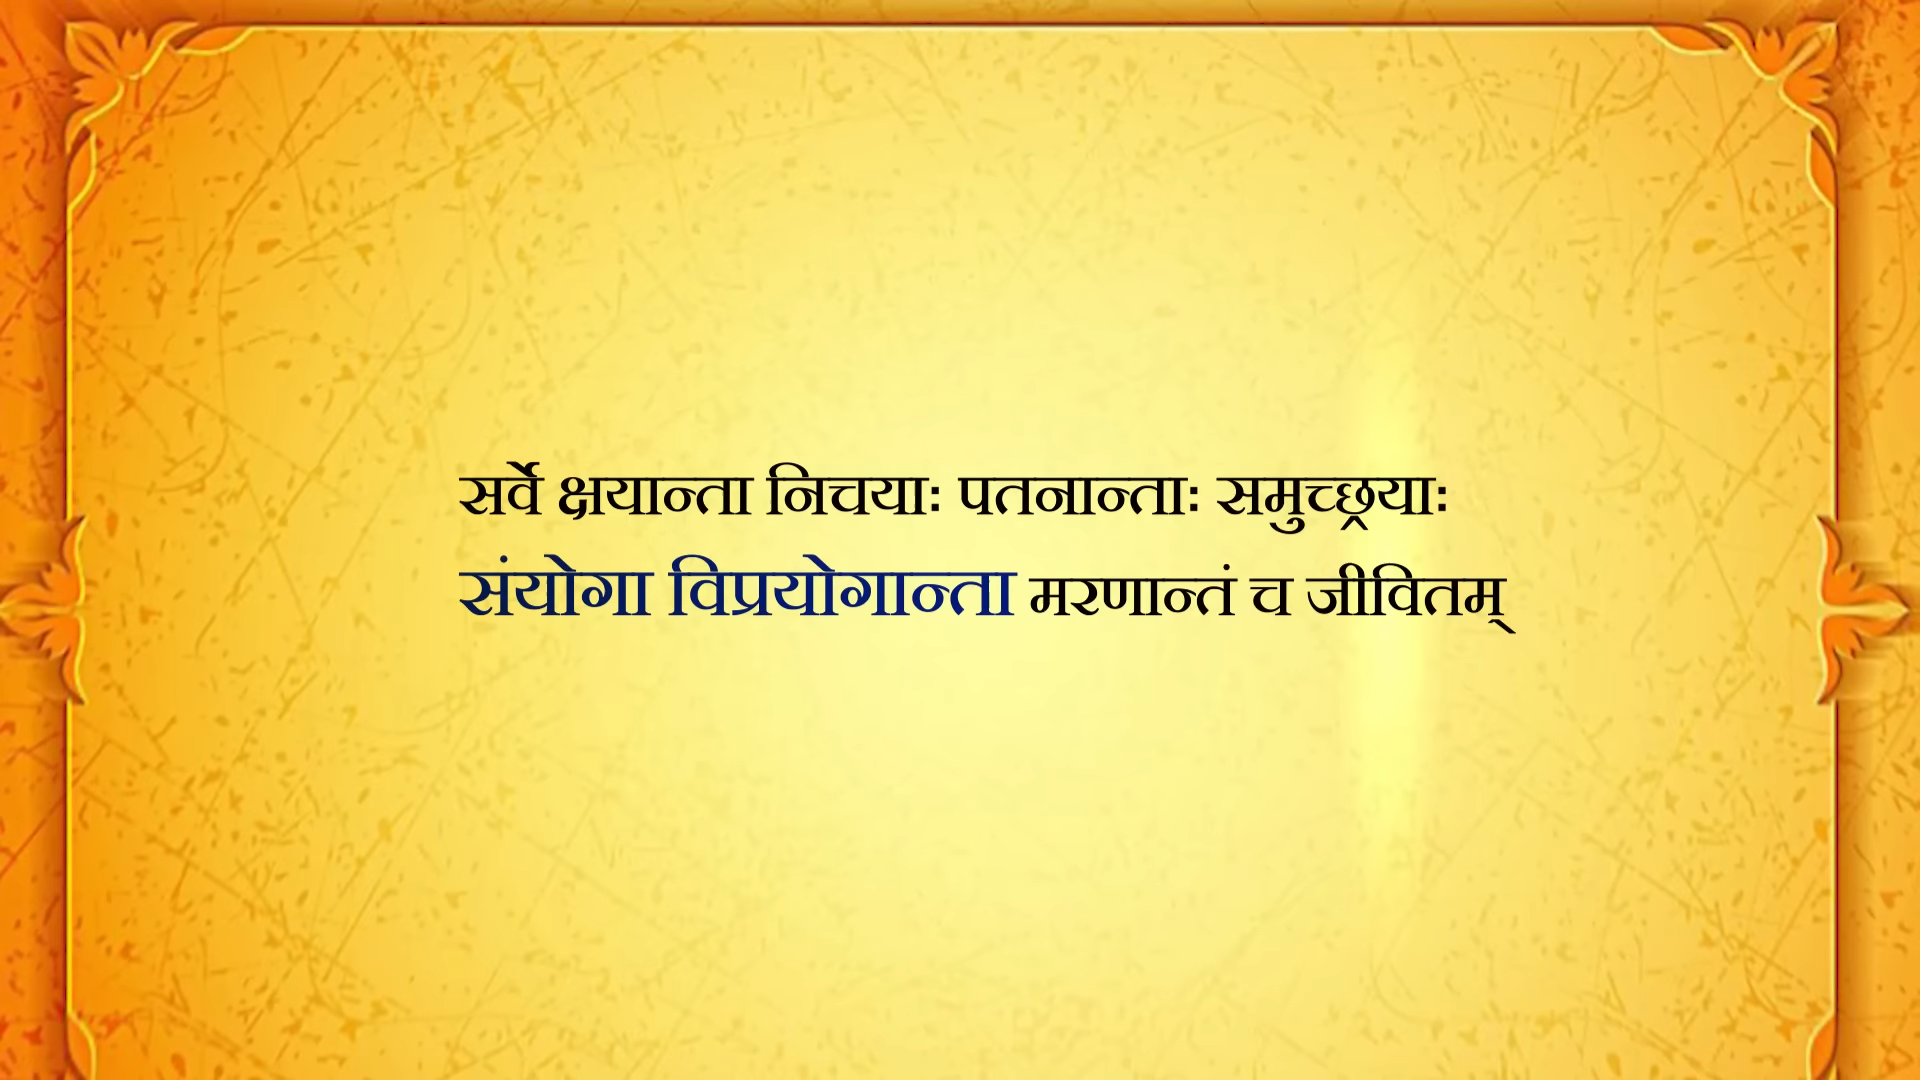 सर्वे क्षयान्ता निचयाः पतनान्ताः समुच्छ्रयाः
संयोगा विप्रयोगान्ता मरणान्तं च जीवितम्